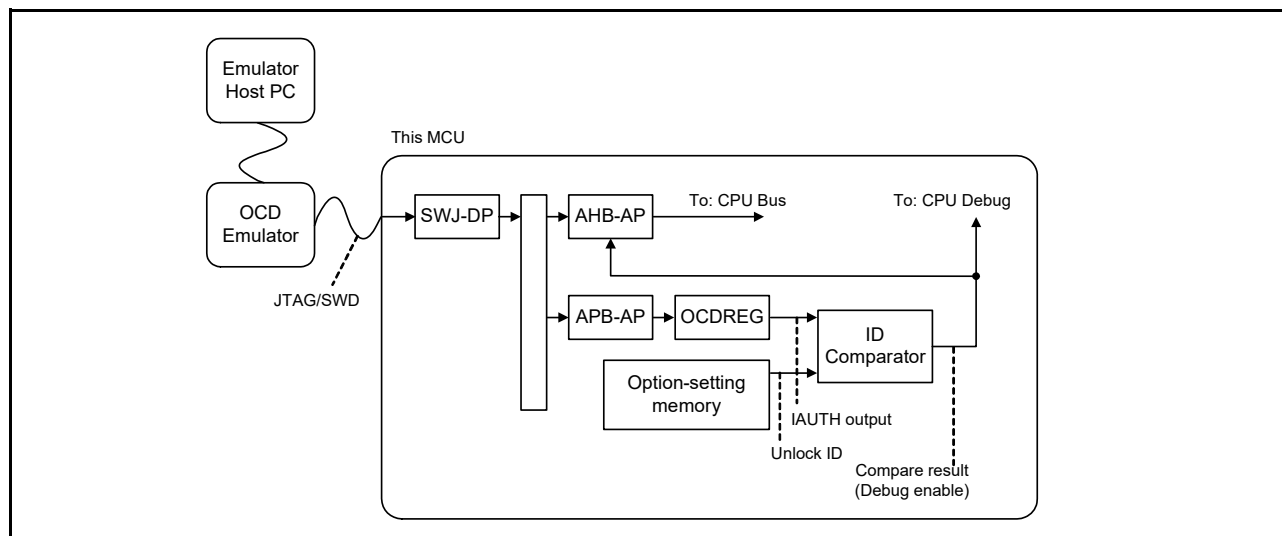 Emulator
Host PC
This MCU
OCD
Emulator
JTAG/SWD
SWJ-DP
AHB-AP
To: CPU Bus
To: CPU Debug
APB-AP
OCDREG
ID
Comparator
Option-setting
memory
IAUTH output
Unlock ID
Compare result
(Debug enable)